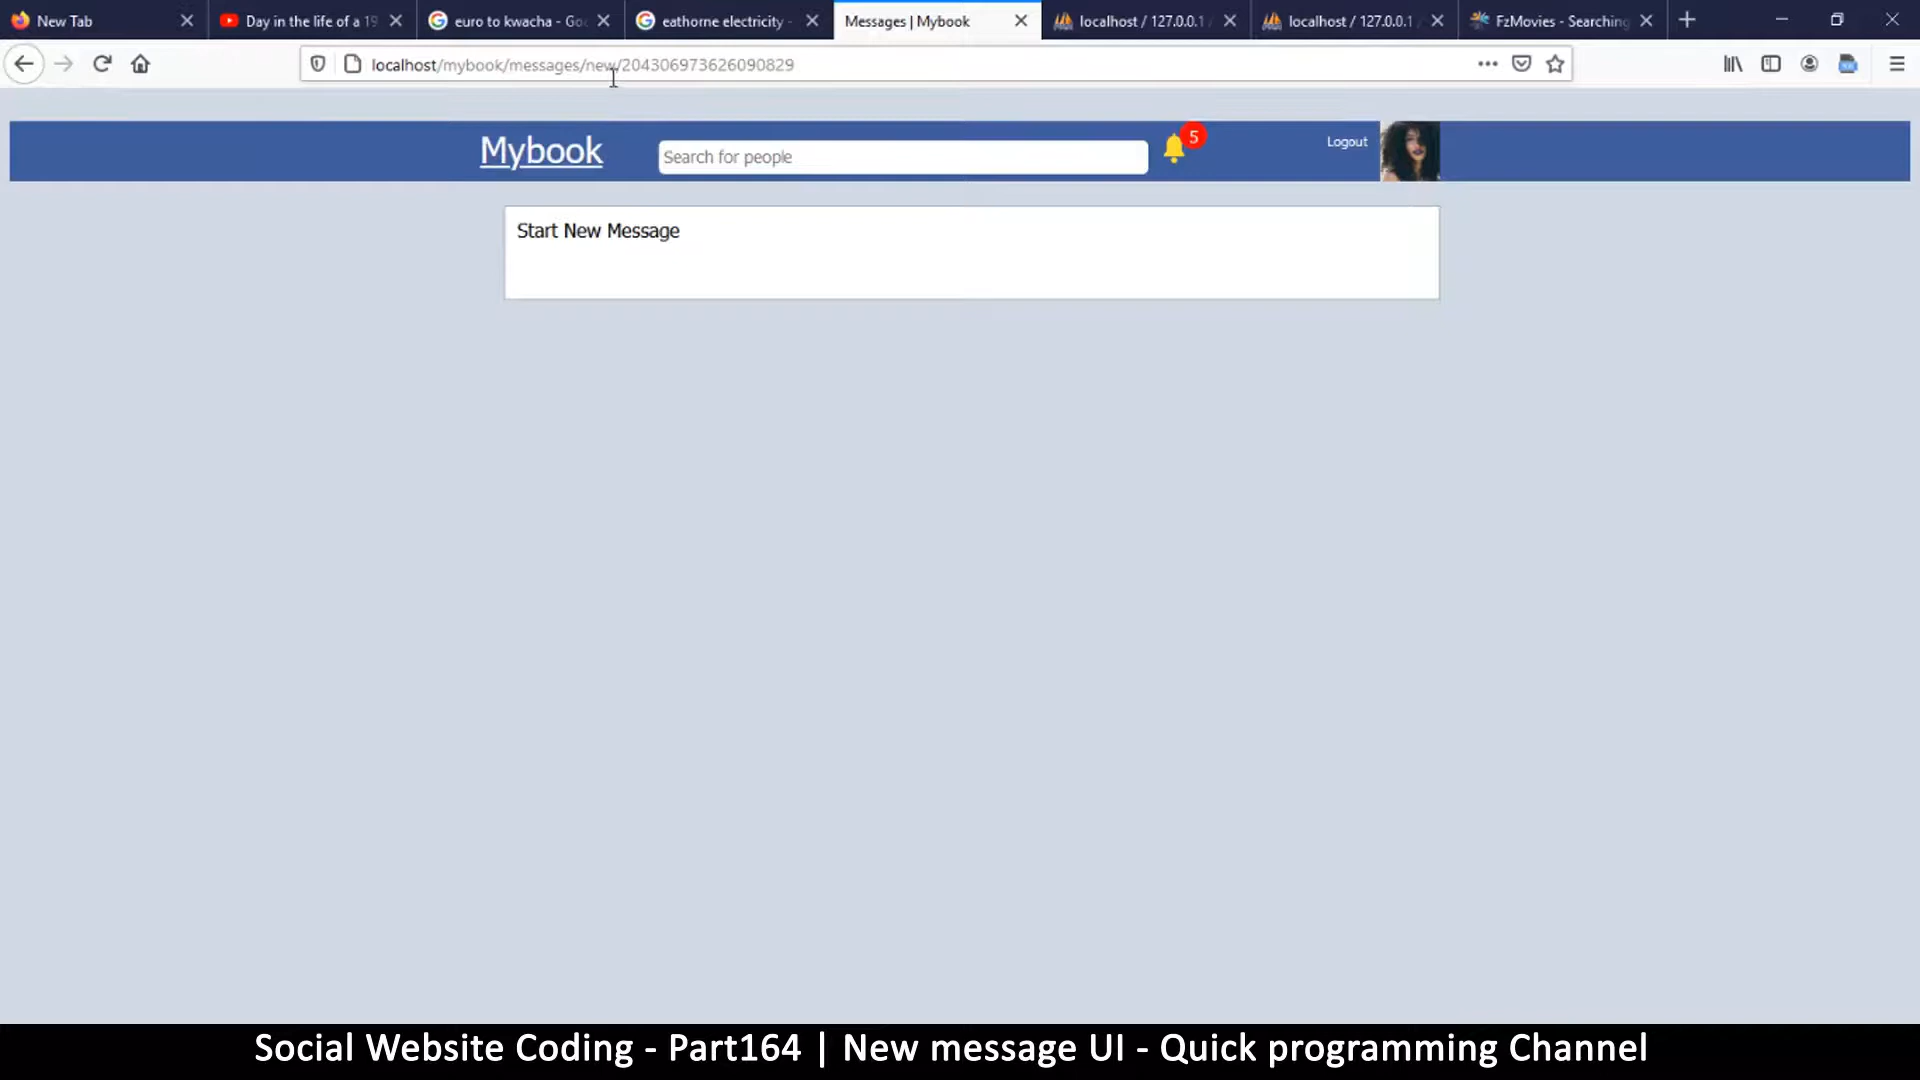 New Tab
Day in the life of a 19
euro to kwacha - Goo
eathorne electricity -
Messages | Mybook
localhost / 127.0.0.1 /
localhost / 127.0.0.1 /
FzMovies - Searching
localhost/mybook/messages/new/204306973626090829
Mybook
Search for people
5
Logout
Start New Message
Social Website Coding - Part164 | New message UI - Quick programming Channel